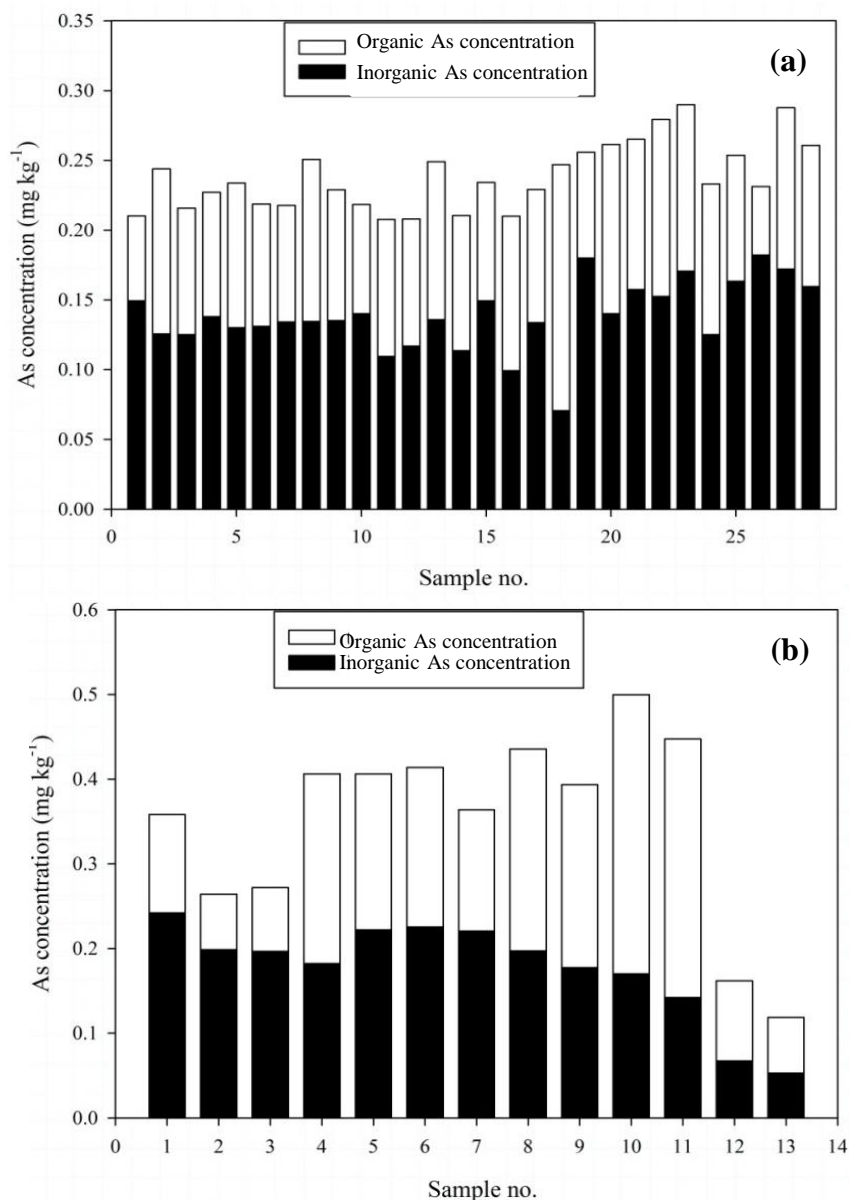 0.35
Organic As concentration
Inorganic As concentration
(a)
0.30
0.25
0.20
0.15
0.10
0.05
0.00
As concentration (mg kg⁻¹)
0 5 10 15 20 25
Sample no.
0.6
Organic As concentration
Inorganic As concentration
(b)
0.5
0.4
0.3
0.2
0.1
0.0
As concentration (mg kg⁻¹)
0 1 2 3 4 5 6 7 8 9 10 11 12 13 14
Sample no.